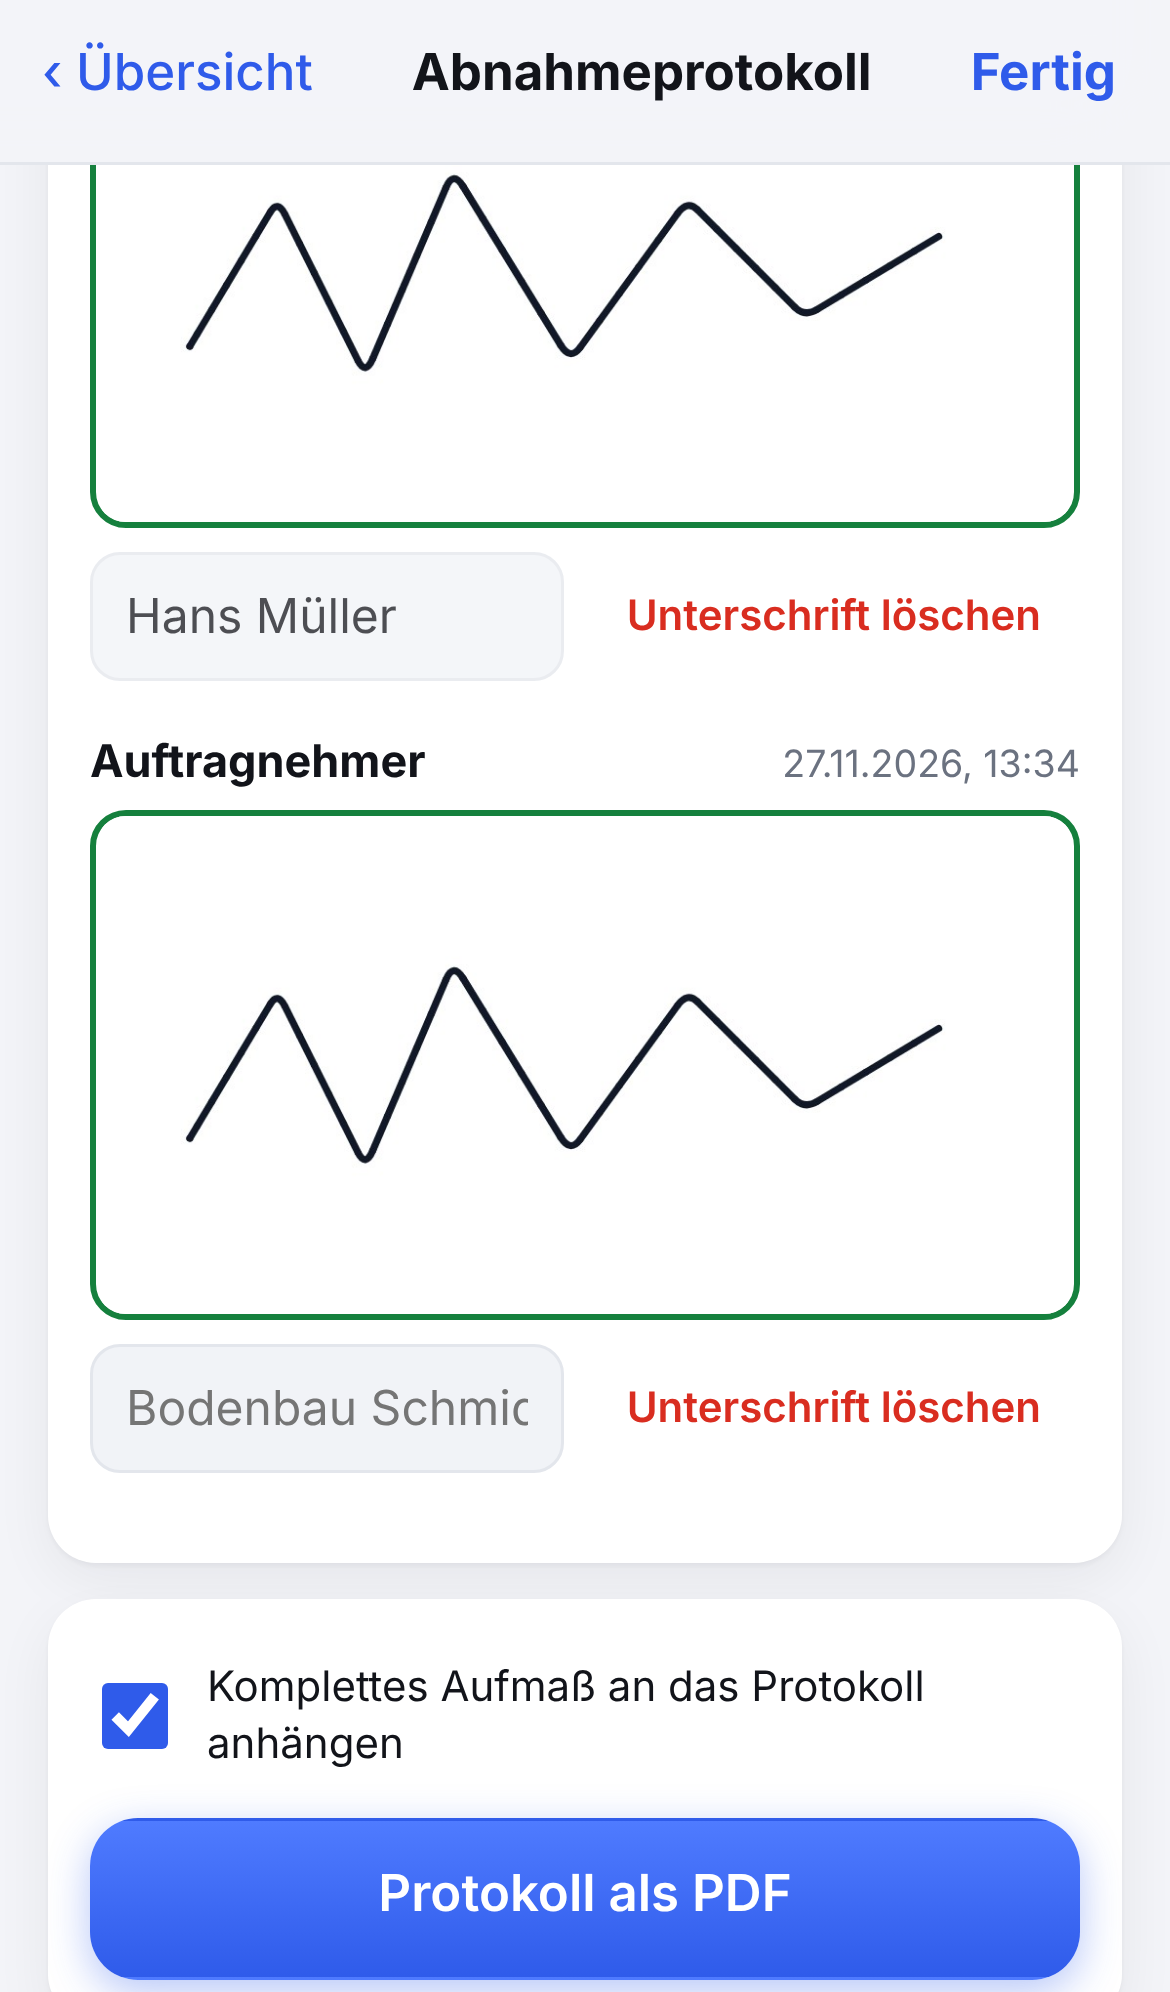 ‹ Übersicht
Abnahmeprotokoll
Fertig
Hans Müller
Unterschrift löschen
Auftragnehmer
27.11.2026, 13:34
Bodenbau
Unterschrift löschen
Komplettes Aufmaß an das Protokoll
anhängen
Protokoll als PDF